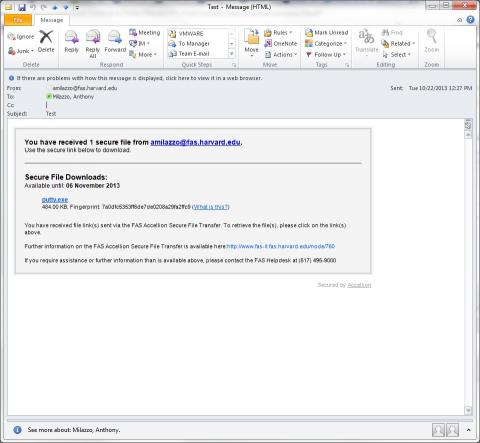 Test - Message (HTML)
File Message
Ignore
Junk
Delete
Delete
Reply
Reply All
Forward
Meeting
IM
More
Respond
VMWARE
To Manager
Team E-mail
Quick Steps
Move
Rules
OneNote
Actions
Move
Mark Unread
Categorize
Follow Up
Tags
Translate
Find
Related
Select
Editing
Zoom
Zoom
If there are problems with how this message is displayed, click here to view it in a web browser.
From: amilazzo@fas.harvard.edu Sent: Tue 10/22/2013 12:27 PM
To: Milazzo, Anthony
Cc:
Subject: Test
You have received 1 secure file from amilazzo@fas.harvard.edu.
Use the secure link below to download.
Secure File Downloads:
Available until: 06 November 2013
putty.exe
484.00 KB, Fingerprint: (What is this?)
You have received file link(s) sent via the FAS Accellion Secure File Transfer. To retrieve the file(s), please click on the link(s)
above.
Further information on the FAS Accellion Secure File Transfer is available here:http://www.fas-it.fas.harvard.edu/node/760
If you require assistance or further information than is available above, please contact the FAS Helpdesk at (617) 495-9000
Secured by Accellion
See more about: Milazzo, Anthony.